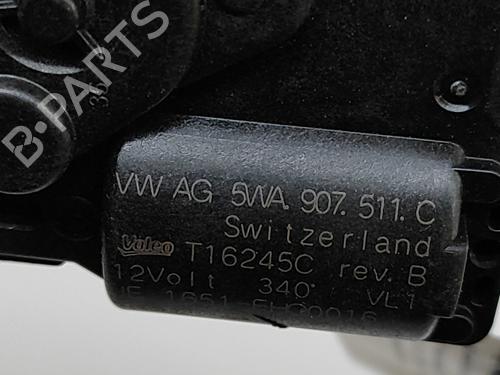 B·PARTS
VW AG 5WA.907.511.C
Switzerland
Valeo T16245C rev. B
12Volt 340° VL1